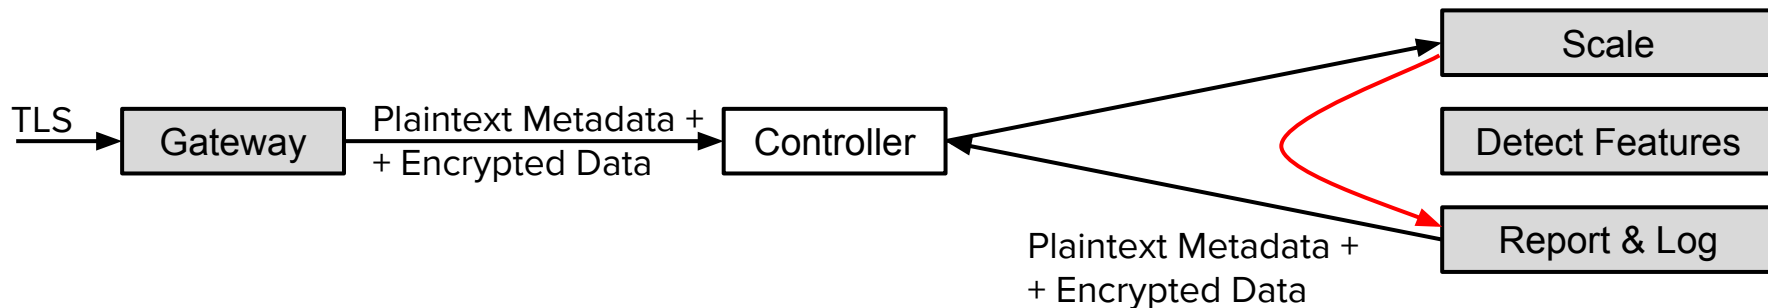 Scale
TLS
Gateway
Plaintext Metadata +
+ Encrypted Data
Controller
Detect Features
Report & Log
Plaintext Metadata +
+ Encrypted Data